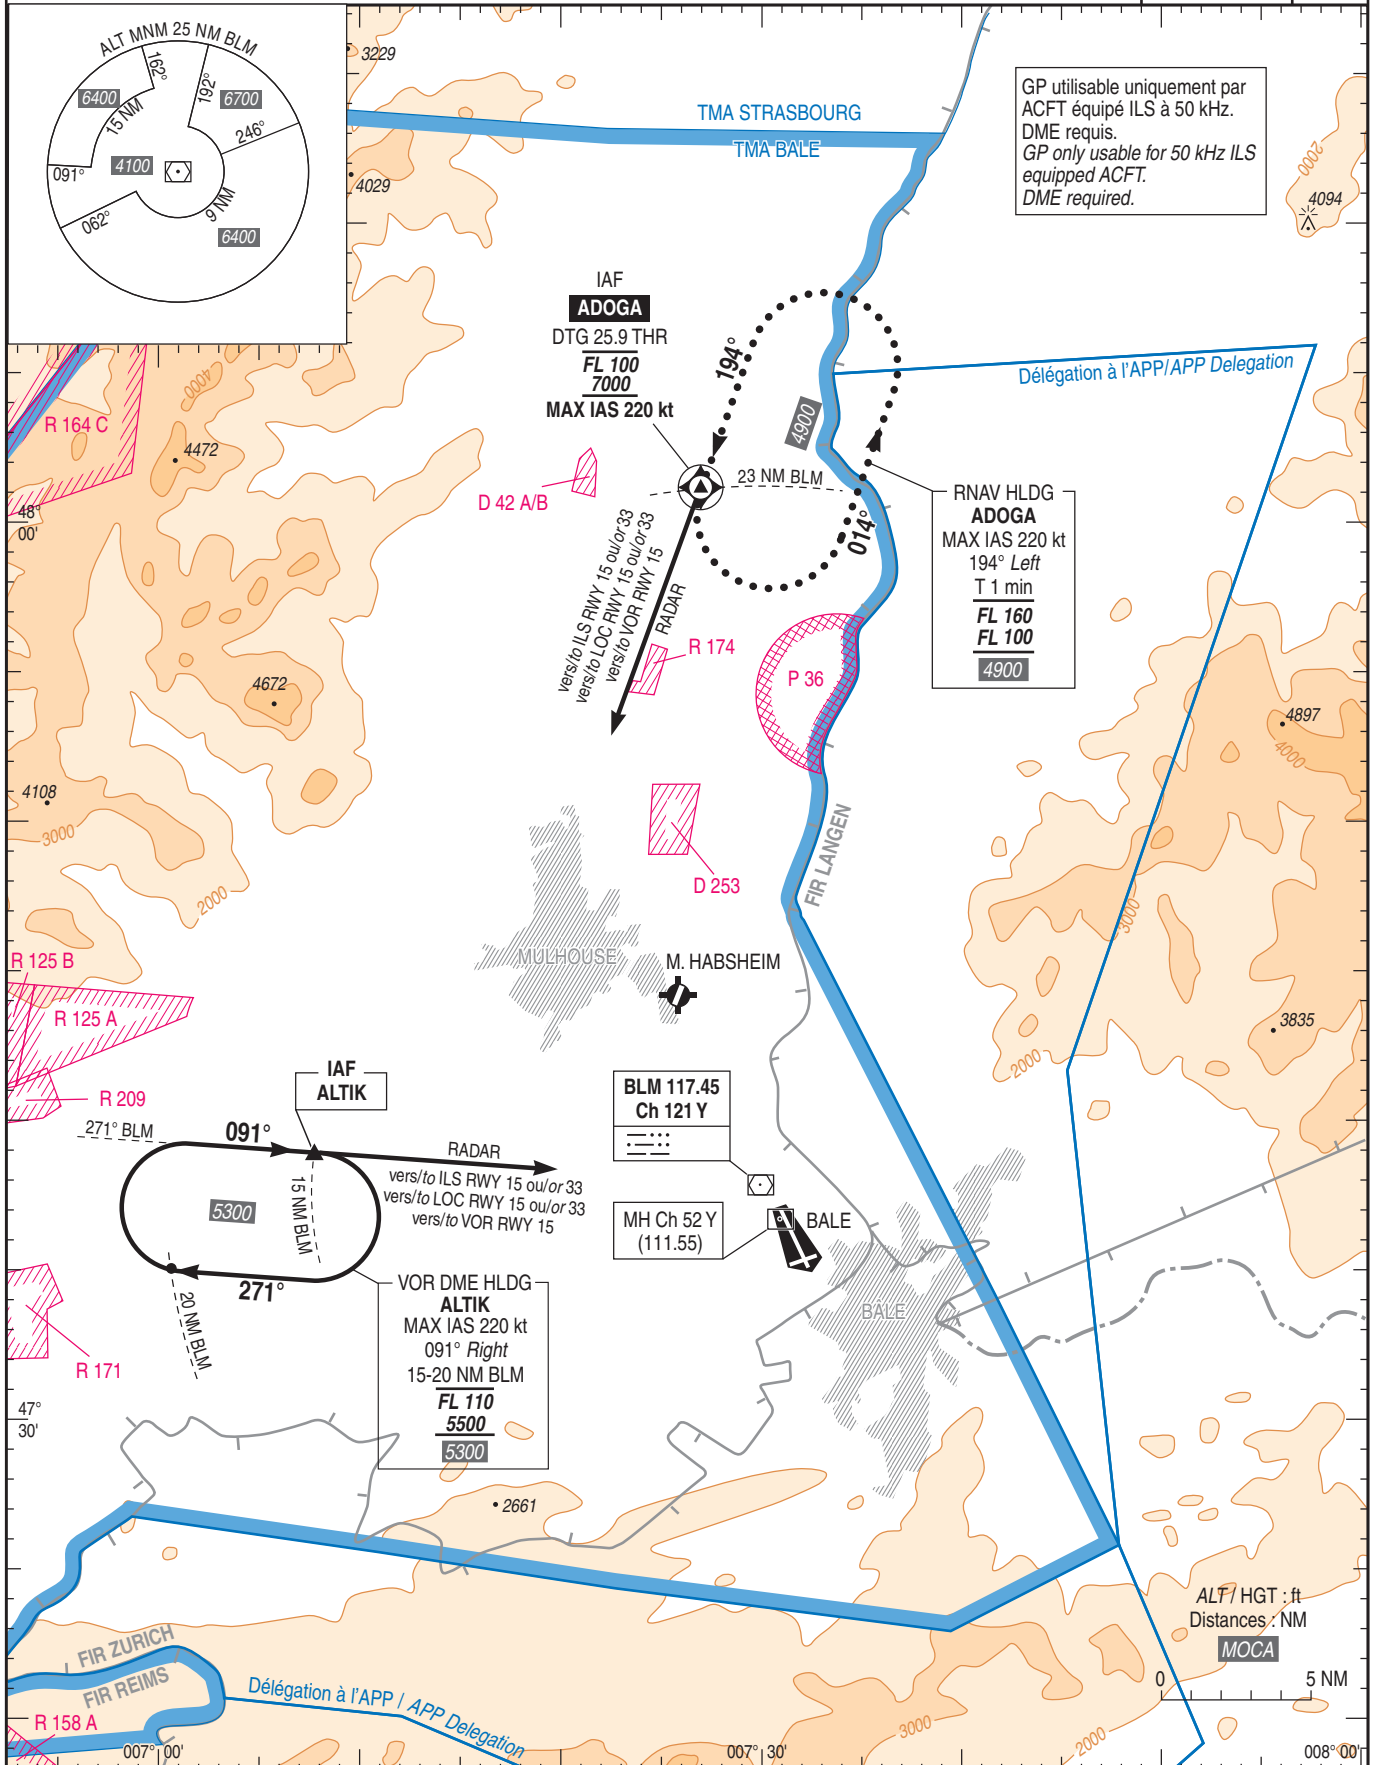 ALT MNM 25 NM BLM
162°
192°
6400
6700
15 NM
246°
4100
091°
062°
9 NM
6400
3229
4029
TMA STRASBOURG
TMA BALE
GP utilisable uniquement par
ACFT équipé ILS à 50 kHz.
DME requis.
GP only usable for 50 kHz ILS
equipped ACFT.
DME required.
2000
4094
IAF
ADOGA
DTG 25.9 THR
FL 100
7000
MAX IAS 220 kt
194°
4900
Délégation à l'APP/APP Delegation
4000
R 164 C
4472
48°
00'
D 42 A/B
23 NM BLM
014°
RNAV HLDG
ADOGA
MAX IAS 220 kt
194° Left
T 1 min
FL 160
FL 100
4900
vers/to ILS RWY 15 ou/or 33
vers/to LOC RWY 15 ou/or 33
vers/to VOR RWY 15
RADAR
R 174
P 36
4672
4897
4000
4108
3000
2000
D 253
FIR LANGEN
3000
MULHOUSE
M. HABSHEIM
R 125 B
R 125 A
3835
2000
R 209
IAF
ALTIK
BLM 117.45
Ch 121 Y
271° BLM
091°
RADAR
vers/to ILS RWY 15 ou/or 33
vers/to LOC RWY 15 ou/or 33
vers/to VOR RWY 15
15 NM BLM
5300
MH Ch 52 Y
(111.55)
BALE
271°
20 NM BLM
VOR DME HLDG
ALTIK
MAX IAS 220 kt
091° Right
15-20 NM BLM
FL 110
5500
5300
BALE
R 171
47°
30'
2661
ALT / HGT : ft
Distances : NM
MOCA
0
5 NM
FIR ZURICH
FIR REIMS
Délégation à l'APP / APP Delegation
R 158 A
3000
2000
007° 00'
007° 30'
008° 00'